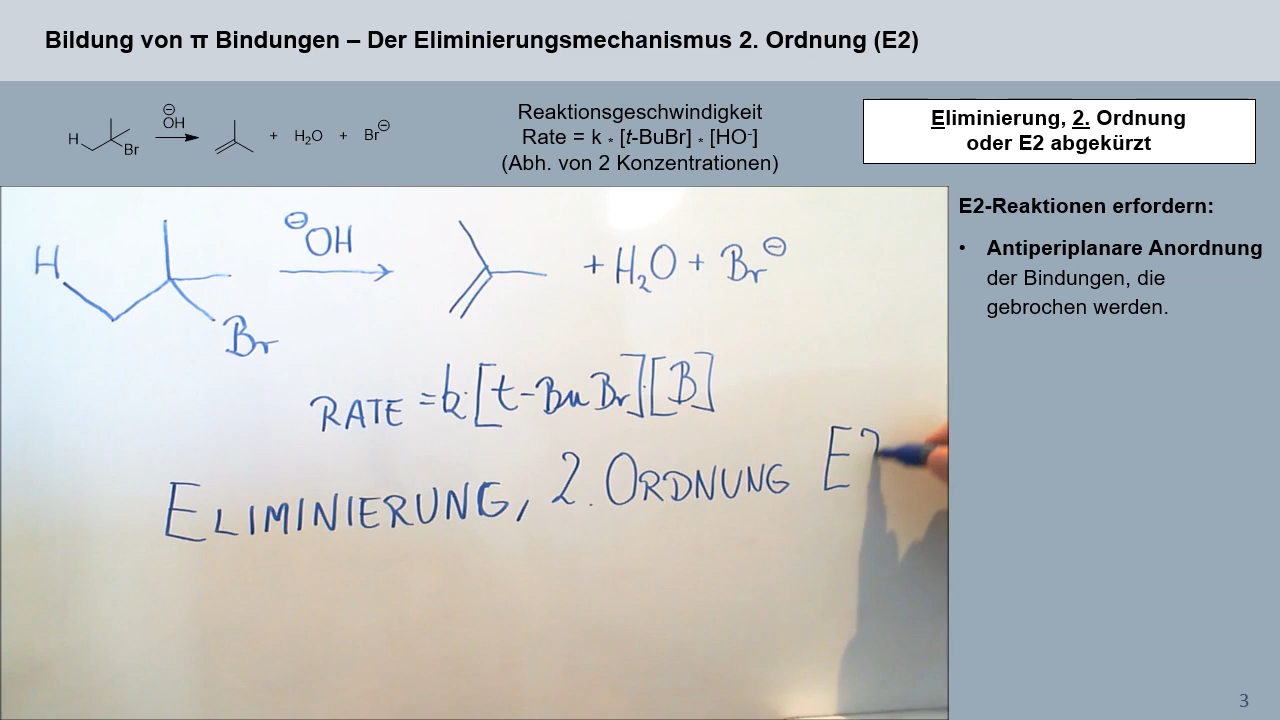 Bildung von π Bindungen – Der Eliminierungsmechanismus 2. Ordnung (E2)
H Br ⊖ OH + H₂O + Br⊖
Reaktionsgeschwindigkeit
Rate = k * [t-BuBr] * [HO⁻]
(Abh. von 2 Konzentrationen)
Eliminierung, 2. Ordnung
oder E2 abgekürzt
H Br ⊖OH + H₂O + Br⊖
RATE = k·[t-BuBr]·[B]
ELIMINIERUNG, 2. ORDNUNG E2
E2-Reaktionen erfordern:
• Antiperiplanare Anordnung
der Bindungen, die
gebrochen werden.
3